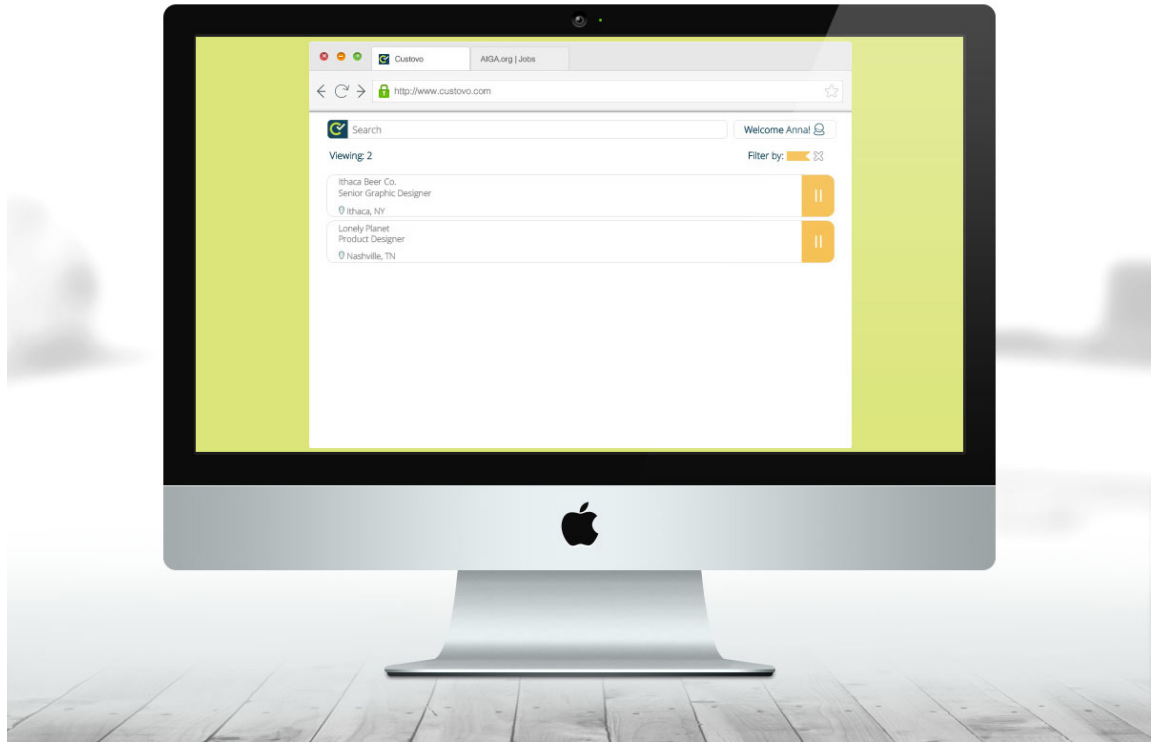 Custovo
AIGA.org | Jobs
http://www.custovo.com
Search
Welcome Anna!
Viewing: 2
Filter by:
Ithaca Beer Co.
Senior Graphic Designer
Ithaca, NY
Lonely Planet
Product Designer
Nashville, TN